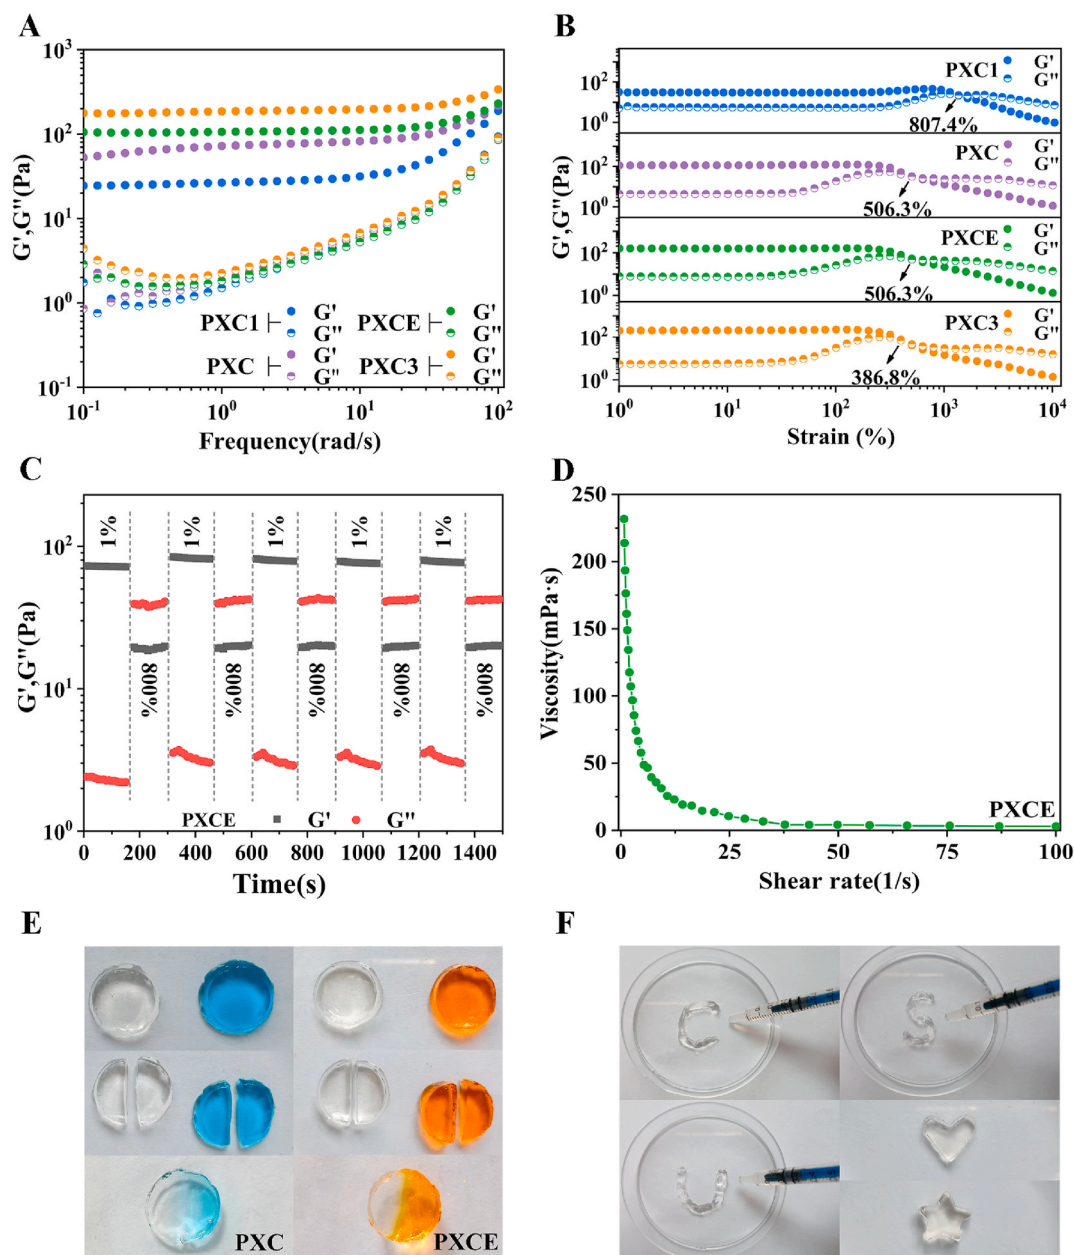 A
G',G''(Pa)
10³
10²
10¹
10⁰
10⁻¹
PXC1 G' G''
PXCE G' G''
PXC G' G''
PXC3 G' G''
10⁻¹ 10⁰ 10¹ 10²
Frequency(rad/s)
B
G',G''(Pa)
10²
10⁰
PXC1 G' G''
807.4%
10²
10⁰
PXC G' G''
506.3%
10²
10⁰
PXCE G' G''
506.3%
10²
10⁰
PXC3 G' G''
386.8%
10⁰ 10¹ 10² 10³ 10⁴
Strain (%)
C
G',G''(Pa)
10²
10¹
10⁰
1% 1% 1% 1% 1%
800% 800% 800% 800% 800%
PXCE G' G''
0 200 400 600 800 1000 1200 1400
Time(s)
D
Viscosity(mPa·s)
250
200
150
100
50
0
PXCE
0 25 50 75 100
Shear rate(1/s)
E
PXC
PXCE
F